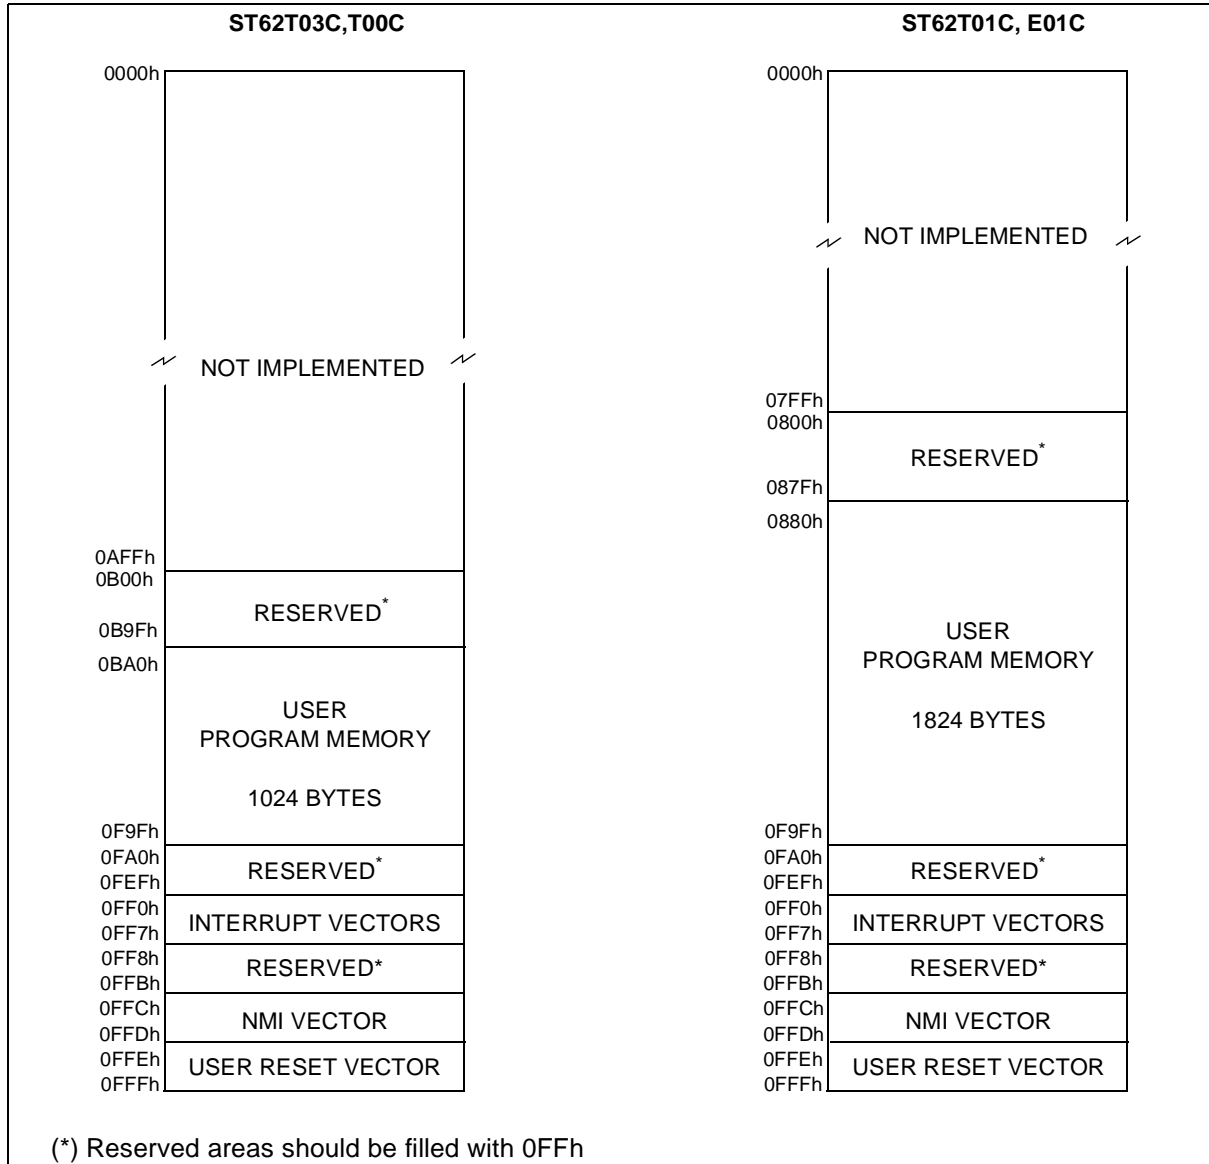 ST62T03C,T00C
0000h
NOT IMPLEMENTED
0AFFh
0B00h
RESERVED*
0B9Fh
0BA0h
USER
PROGRAM MEMORY
1024 BYTES
0F9Fh
0FA0h
RESERVED*
0FEFh
0FF0h
INTERRUPT VECTORS
0FF7h
0FF8h
RESERVED*
0FFBh
0FFCh
NMI VECTOR
0FFDh
0FFEh
USER RESET VECTOR
0FFFh
ST62T01C, E01C
0000h
NOT IMPLEMENTED
07FFh
0800h
RESERVED*
087Fh
0880h
USER
PROGRAM MEMORY
1824 BYTES
0F9Fh
0FA0h
RESERVED*
0FEFh
0FF0h
INTERRUPT VECTORS
0FF7h
0FF8h
RESERVED*
0FFBh
0FFCh
NMI VECTOR
0FFDh
0FFEh
USER RESET VECTOR
0FFFh
(*) Reserved areas should be filled with 0FFh